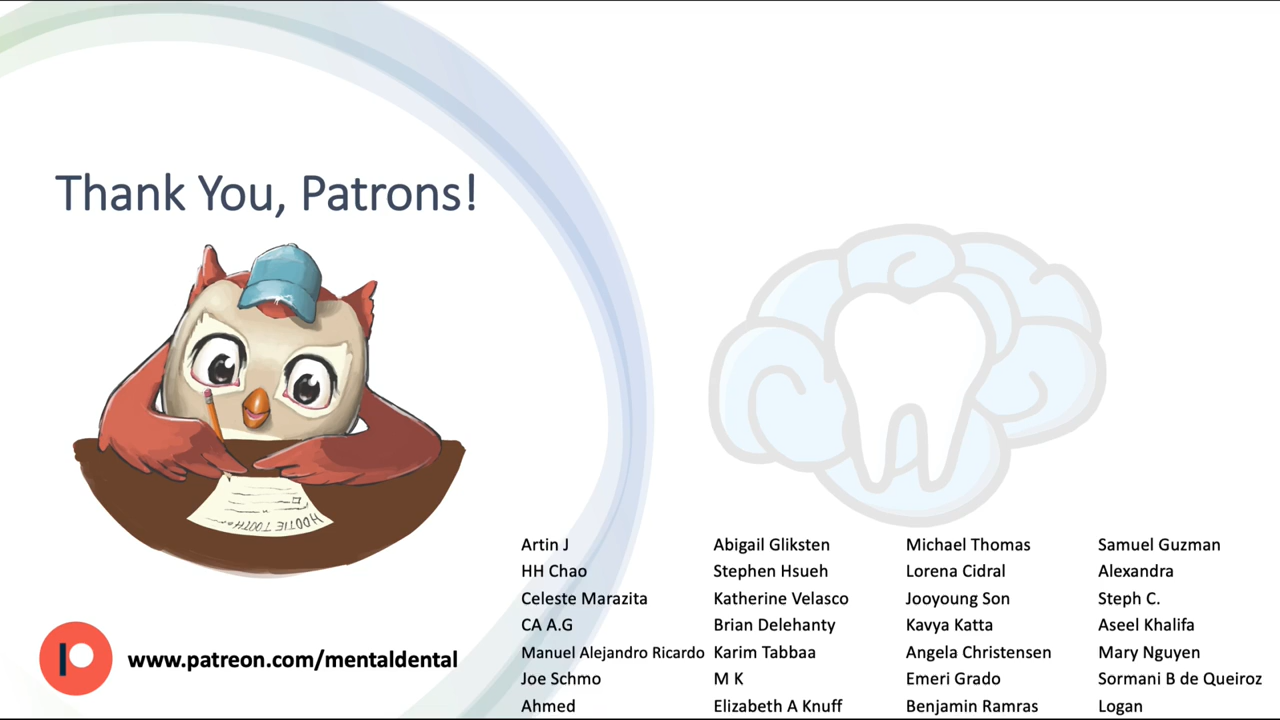 Thank You, Patrons!
HOOTIE TOOTH
www.patreon.com/mentaldental
Artin J
HH Chao
Celeste Marazita
CA A.G
Manuel Alejandro Ricardo
Joe Schmo
Ahmed
Abigail Gliksten
Stephen Hsueh
Katherine Velasco
Brian Delehanty
Karim Tabbaa
M K
Elizabeth A Knuff
Michael Thomas
Lorena Cidral
Jooyoung Son
Kavya Katta
Angela Christensen
Emeri Grado
Benjamin Ramras
Samuel Guzman
Alexandra
Steph C.
Aseel Khalifa
Mary Nguyen
Sormani B de Queiroz
Logan